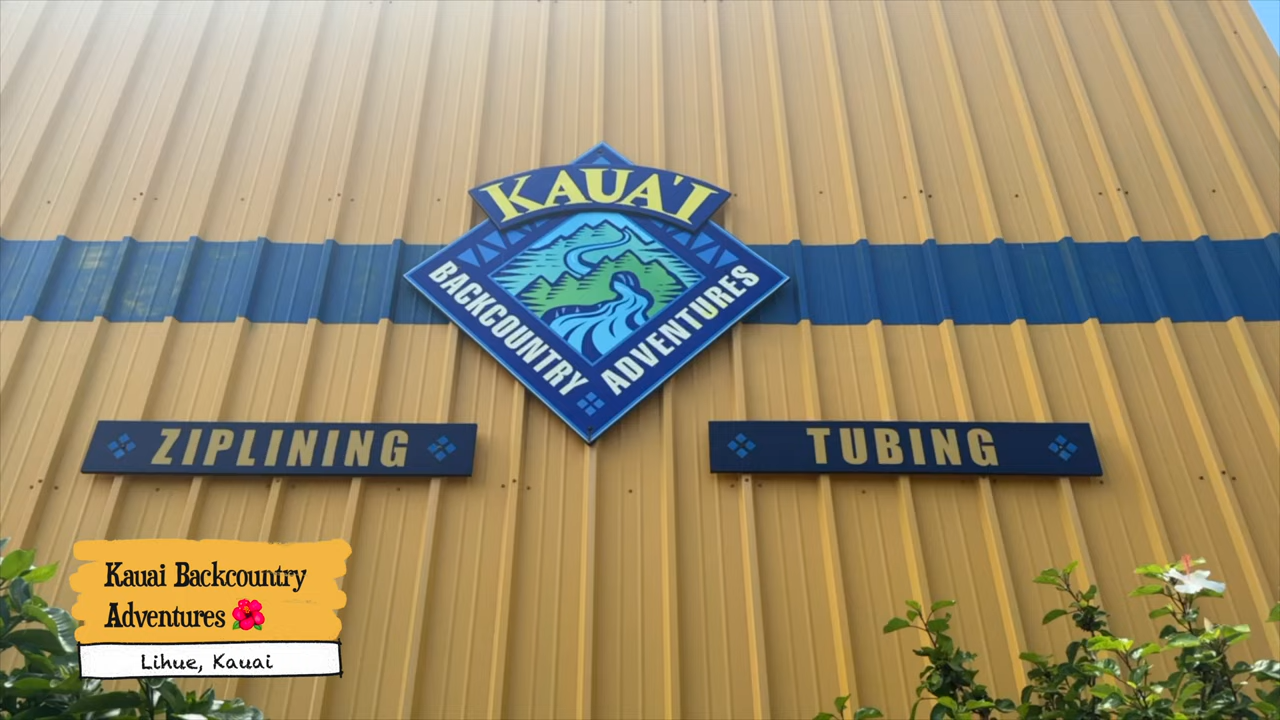 KAUA'I
BACKCOUNTRY ADVENTURES
ZIPLINING
TUBING
Kauai Backcountry
Adventures
Lihue, Kauai